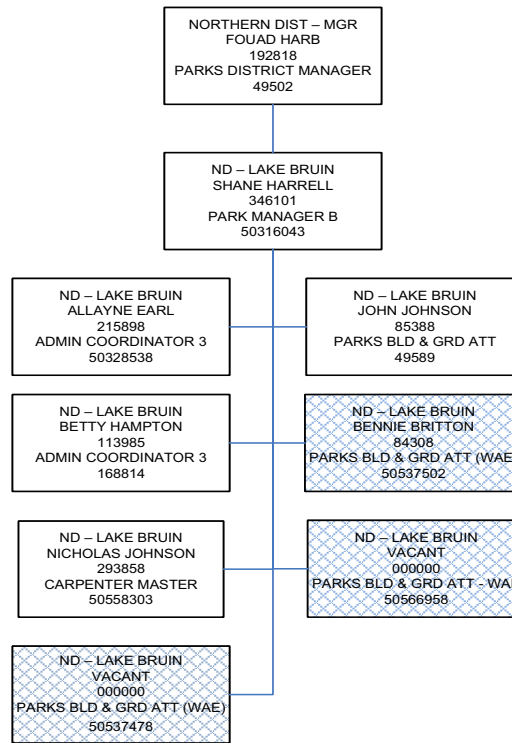 NORTHERN DIST – MGR
FOUAD HARB
192818
PARKS DISTRICT MANAGER
49502
ND – LAKE BRUIN
SHANE HARRELL
346101
PARK MANAGER B
50316043
ND – LAKE BRUIN
ALLAYNE EARL
215898
ADMIN COORDINATOR 3
50328538
ND – LAKE BRUIN
JOHN JOHNSON
85388
PARKS BLD & GRD ATT
49589
ND – LAKE BRUIN
BETTY HAMPTON
113985
ADMIN COORDINATOR 3
168814
ND – LAKE BRUIN
BENNIE BRITTON
84308
PARKS BLD & GRD ATT (WAE
50537502
ND – LAKE BRUIN
NICHOLAS JOHNSON
293858
CARPENTER MASTER
50558303
ND – LAKE BRUIN
VACANT
000000
PARKS BLD & GRD ATT - WA
50566958
ND – LAKE BRUIN
VACANT
000000
PARKS BLD & GRD ATT (WAE)
50537478